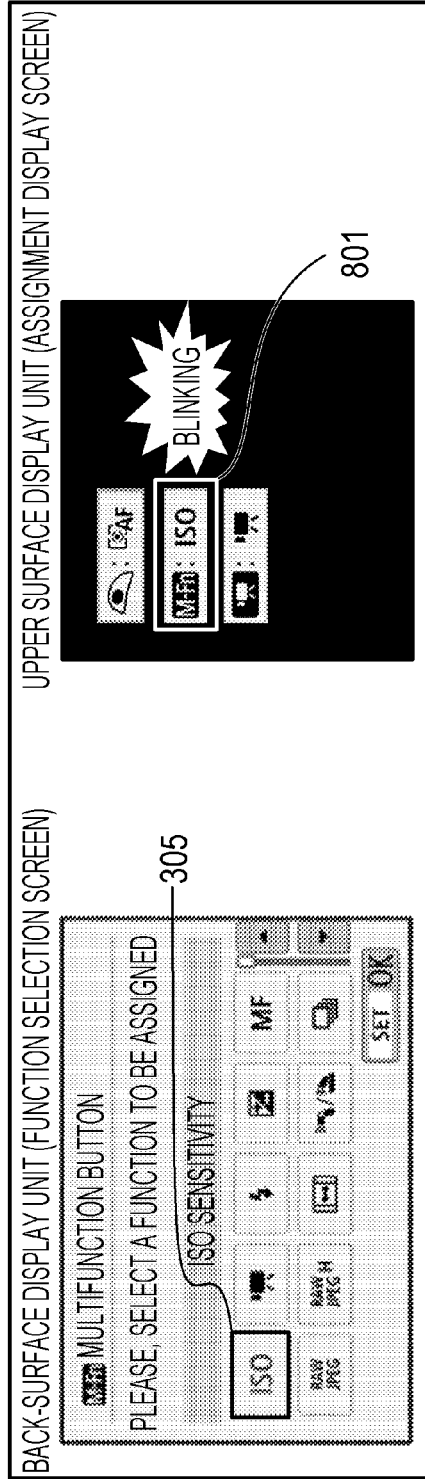 BACK-SURFACE DISPLAY UNIT (FUNCTION SELECTION SCREEN)
M-Fn MULTIFUNCTION BUTTON
PLEASE, SELECT A FUNCTION TO BE ASSIGNED
ISO SENSITIVITY
ISO
MF
RAW JPEG
RAW JPEG M
SET OK
305
UPPER SURFACE DISPLAY UNIT (ASSIGNMENT DISPLAY SCREEN)
: AF
M-Fn : ISO
:
BLINKING
801